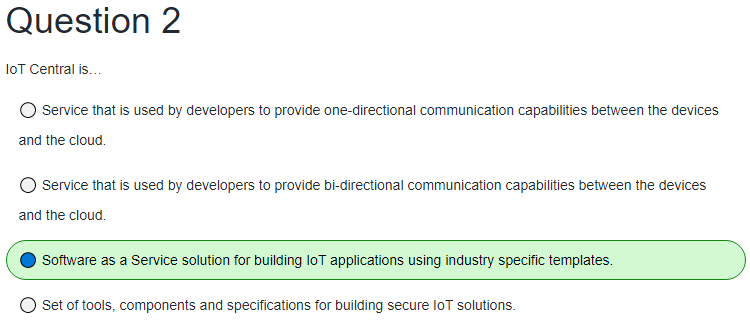 Question 2
IoT Central is…
Service that is used by developers to provide one-directional communication capabilities between the devices
and the cloud.
Service that is used by developers to provide bi-directional communication capabilities between the devices
and the cloud.
Software as a Service solution for building IoT applications using industry specific templates.
Set of tools, components and specifications for building secure IoT solutions.